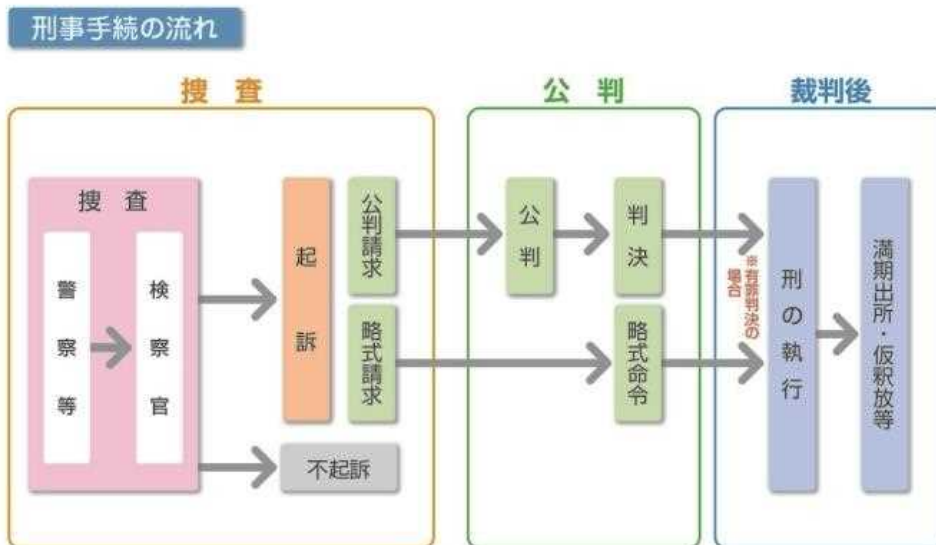 刑事手続の流れ
捜 査
公 判
裁判後
捜 査
警察等
検察官
起訴
公判請求
略式請求
不起訴
公判
判決
略式命令
※有罪判決の
場合
刑の執行
満期出所・仮釈放等